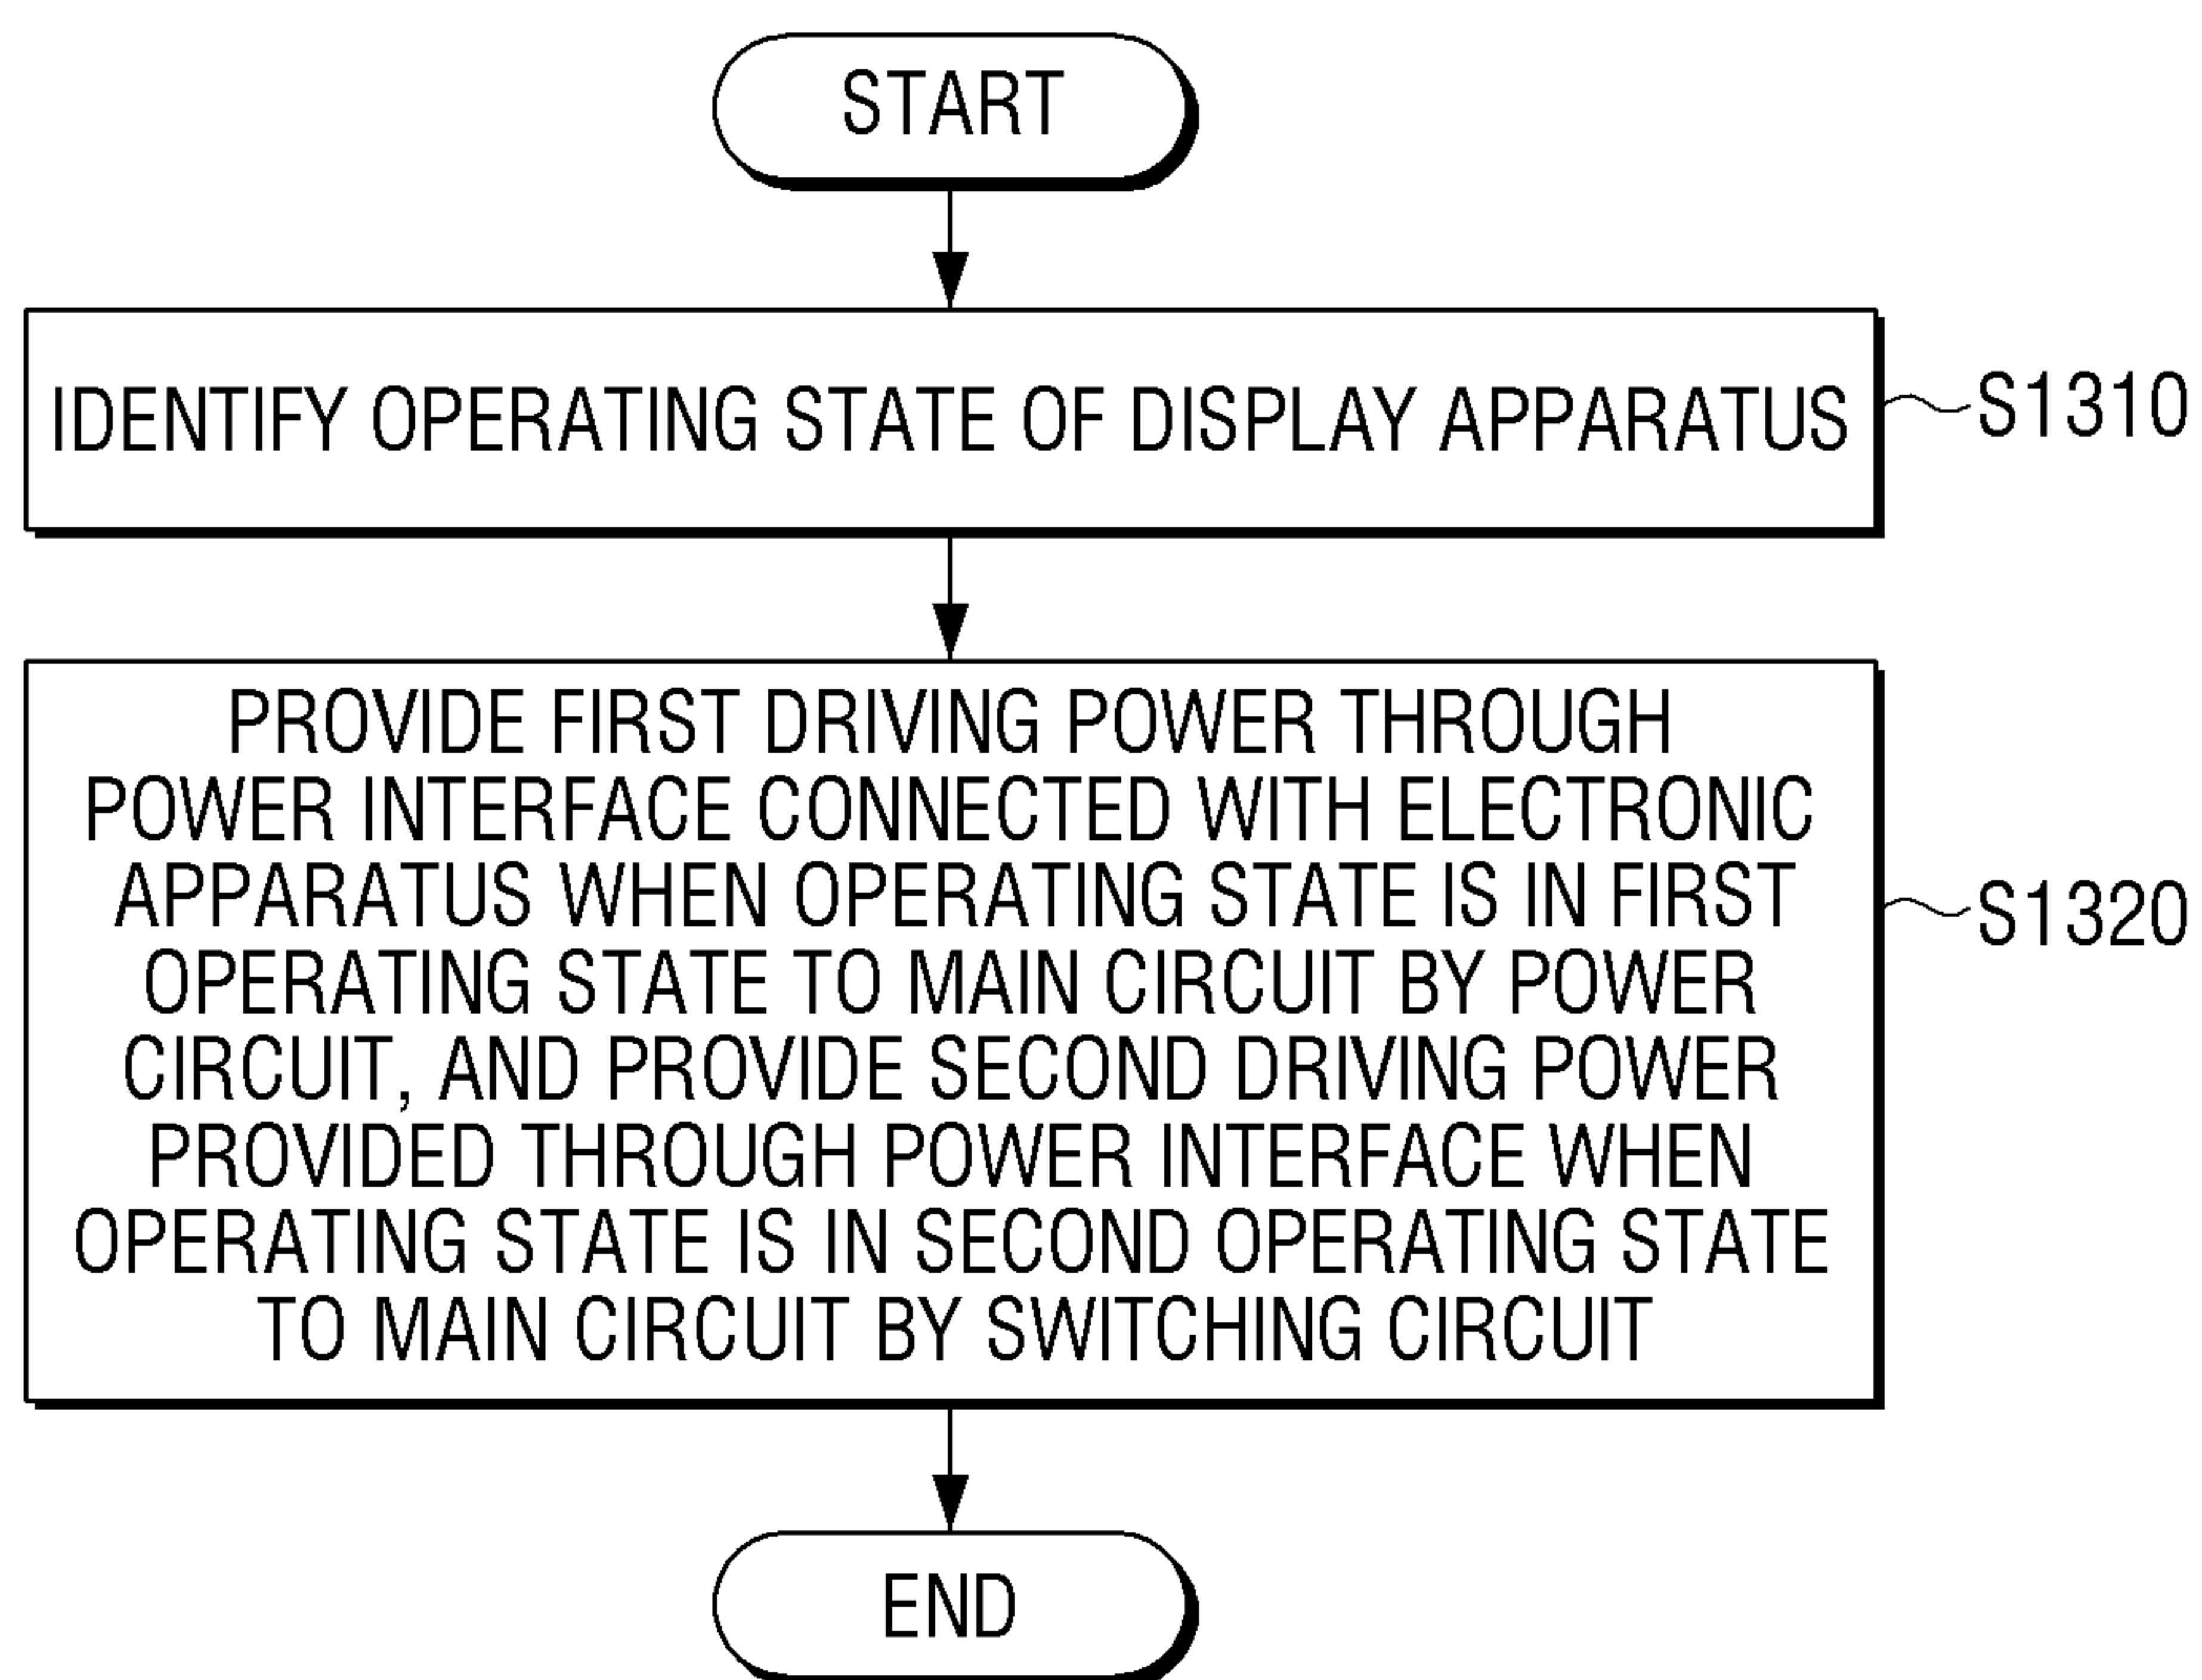 START
IDENTIFY OPERATING STATE OF DISPLAY APPARATUS
S1310
PROVIDE FIRST DRIVING POWER THROUGH
POWER INTERFACE CONNECTED WITH ELECTRONIC
APPARATUS WHEN OPERATING STATE IS IN FIRST
OPERATING STATE TO MAIN CIRCUIT BY POWER
CIRCUIT, AND PROVIDE SECOND DRIVING POWER
PROVIDED THROUGH POWER INTERFACE WHEN
OPERATING STATE IS IN SECOND OPERATING STATE
TO MAIN CIRCUIT BY SWITCHING CIRCUIT
S1320
END